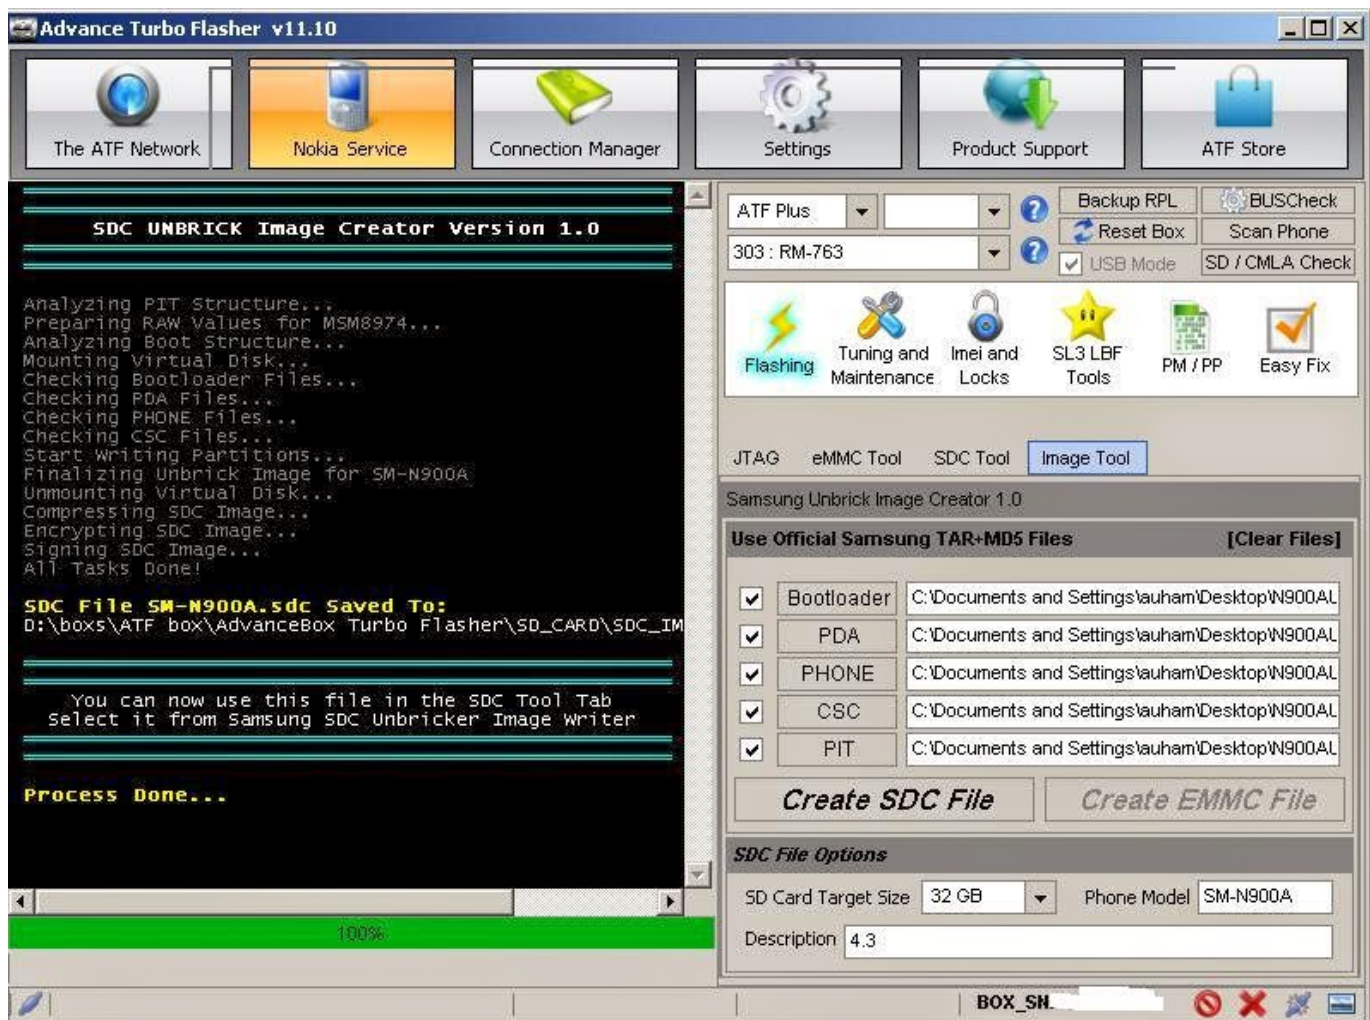 Advance Turbo Flasher v11.10
The ATF Network
Nokia Service
Connection Manager
Settings
Product Support
ATF Store
SDC UNBRICK Image Creator Version 1.0
Analyzing PIT Structure...
Preparing RAW Values for MSM8974...
Analyzing Boot Structure...
Mounting Virtual Disk...
Checking Bootloader Files...
Checking PDA Files...
Checking PHONE Files...
Checking CSC Files...
Start Writing Partitions...
Finalizing Unbrick Image for SM-N900A
Unmounting Virtual Disk...
Compressing SDC Image...
Encrypting SDC Image...
Signing SDC Image...
All Tasks Done!
SDC File SM-N900A.sdc Saved To:
D:\boxs\ATF box\AdvanceBox Turbo Flasher\SD_CARD\SDC_IM
You can now use this file in the SDC Tool Tab
Select it from Samsung SDC Unbricker Image Writer
Process Done...
100%
ATF Plus
Backup RPL
BUSCheck
Reset Box
Scan Phone
303 : RM-763
USB Mode
SD / CMLA Check
Flashing
Tuning and Maintenance
Imei and Locks
SL3 LBF Tools
PM / PP
Easy Fix
JTAG
eMMC Tool
SDC Tool
Image Tool
Samsung Unbrick Image Creator 1.0
Use Official Samsung TAR+MD5 Files
[Clear Files]
Bootloader C:\Documents and Settings\auham\Desktop\N900AU
PDA C:\Documents and Settings\auham\Desktop\N900AU
PHONE C:\Documents and Settings\auham\Desktop\N900AU
CSC C:\Documents and Settings\auham\Desktop\N900AU
PIT C:\Documents and Settings\auham\Desktop\N900AU
Create SDC File
Create EMMC File
SDC File Options
SD Card Target Size 32 GB
Phone Model SM-N900A
Description 4.3
BOX_SN